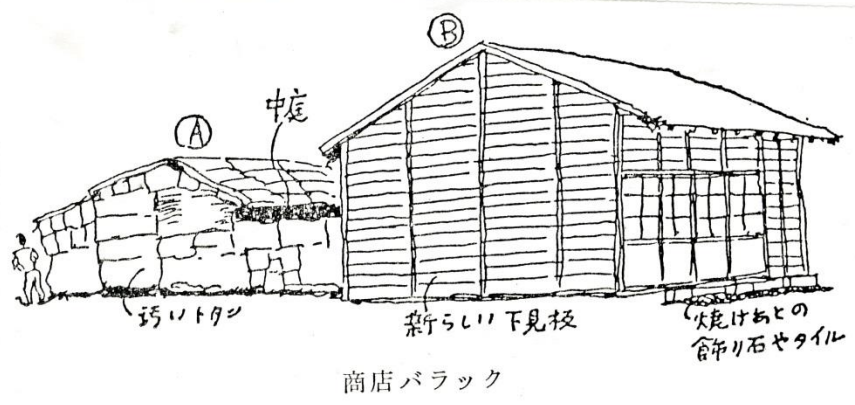 Ⓑ
中庭
Ⓐ
錆いトタン
新らしい下見板
焼けあとの
飾り石やタイル
商店バラック